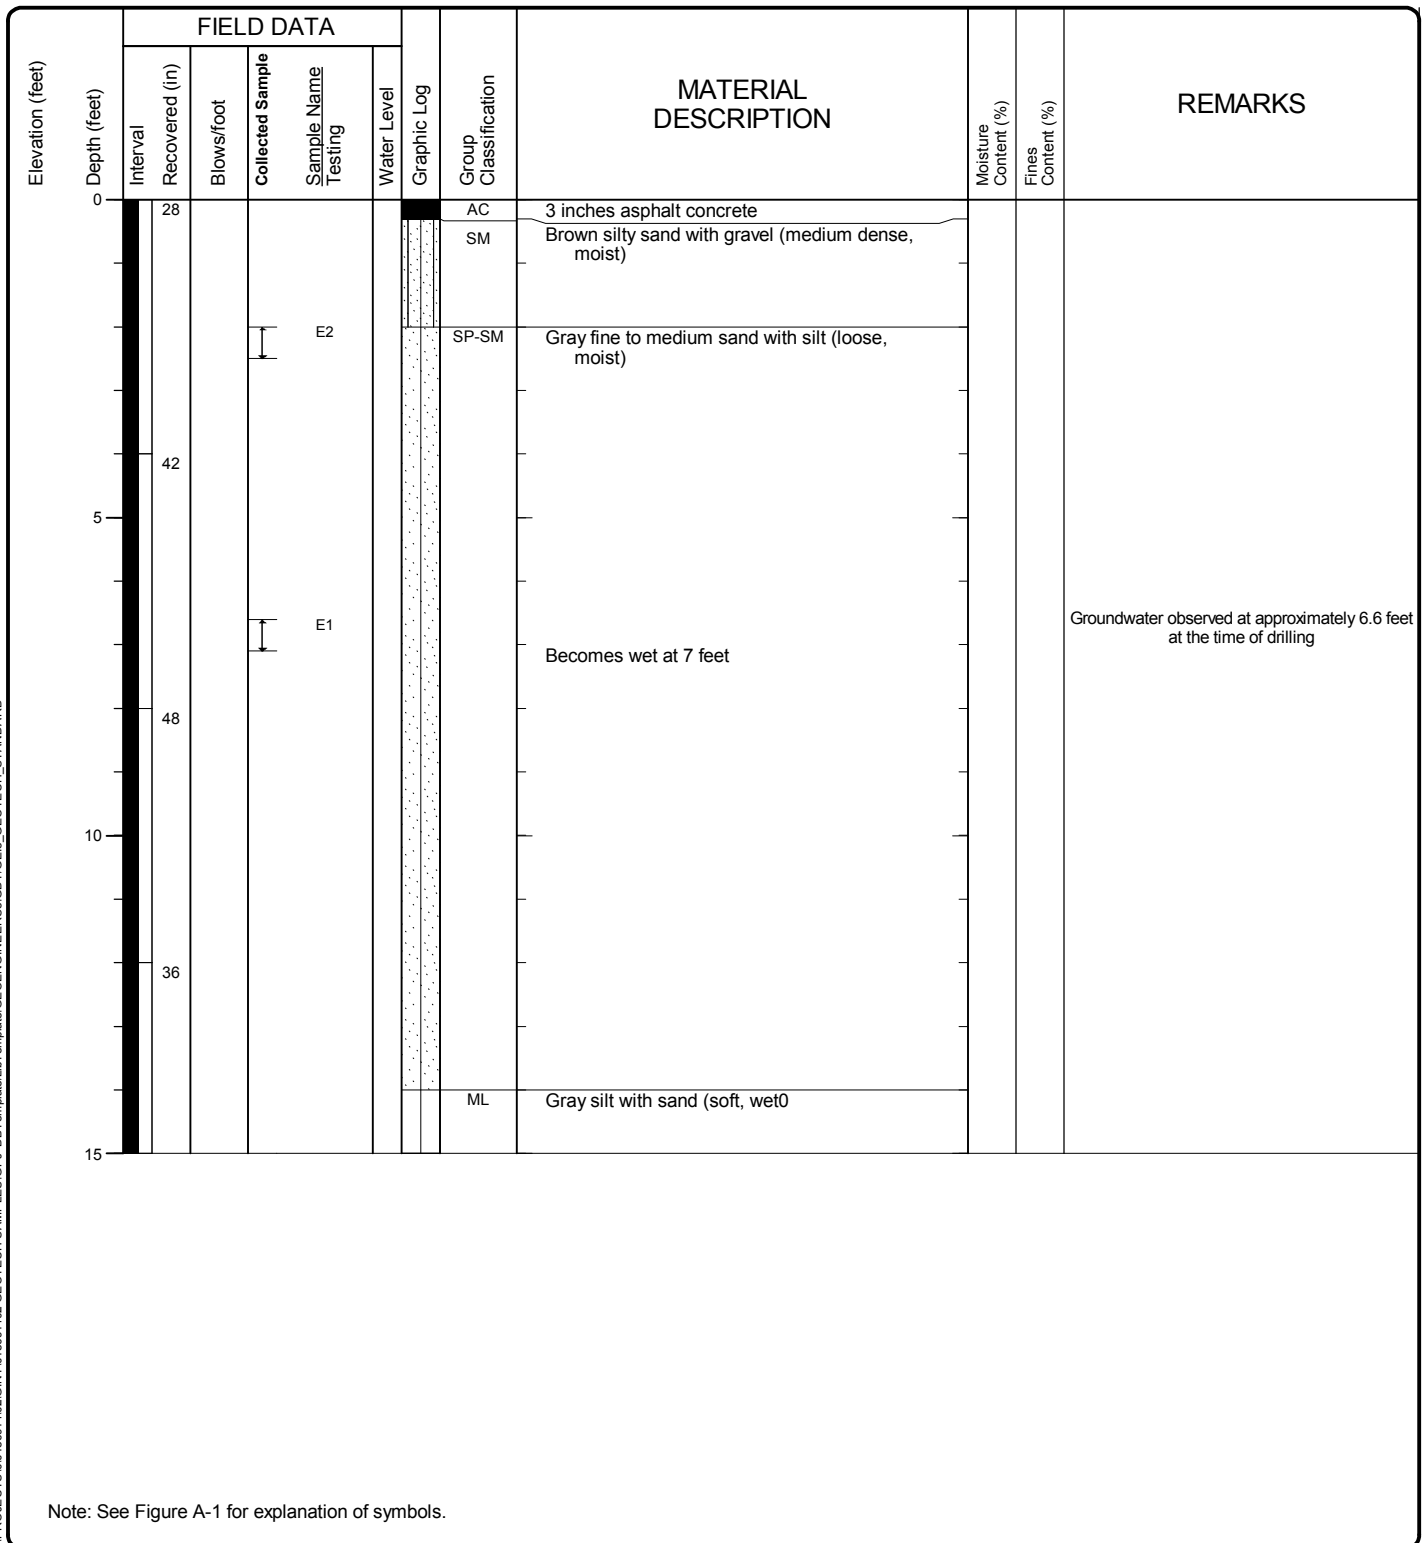 FIELD DATA
Elevation (feet)
Depth (feet)
Interval
Recovered (in)
Blows/foot
Collected Sample
Sample Name
Testing
Water Level
Graphic Log
Group
Classification
MATERIAL
DESCRIPTION
Moisture
Content (%)
Fines
Content (%)
REMARKS
0
28
AC
3 inches asphalt concrete
SM
Brown silty sand with gravel (medium dense,
moist)
E2
SP-SM
Gray fine to medium sand with silt (loose,
moist)
42
5
E1
Groundwater observed at approximately 6.6 feet
at the time of drilling
Becomes wet at 7 feet
48
10
36
ML
Gray silt with sand (soft, wet0
15
Note: See Figure A-1 for explanation of symbols.